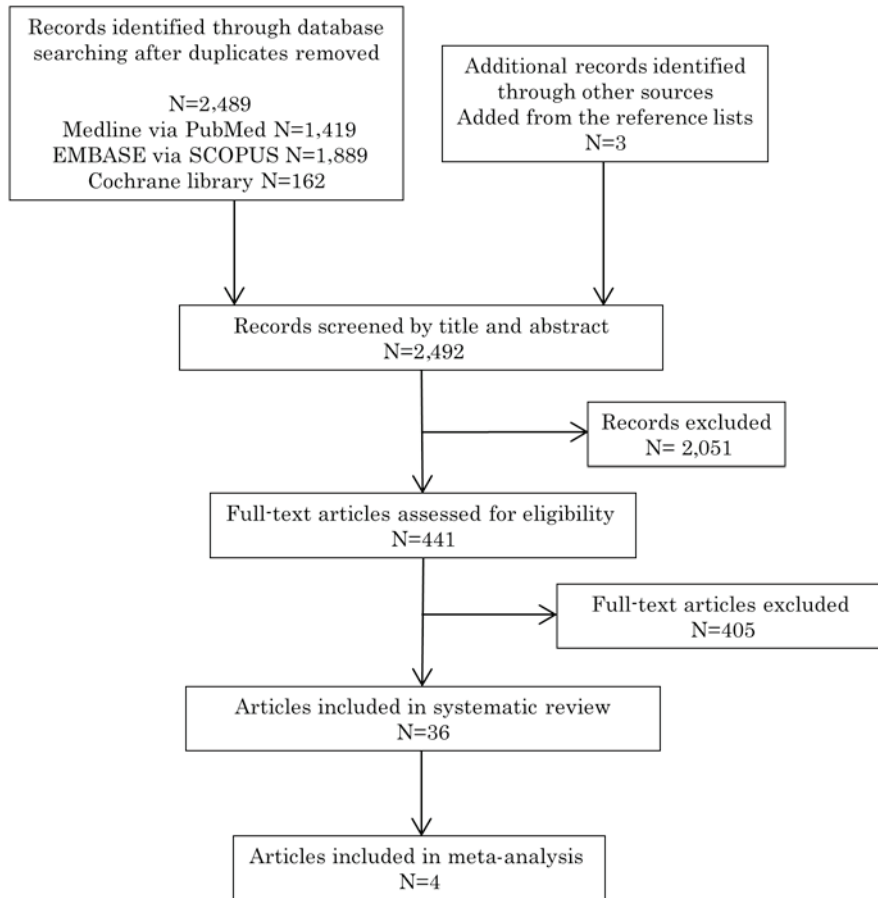 Records identified through database
searching after duplicates removed
N=2,489
Medline via PubMed N=1,419
EMBASE via SCOPUS N=1,889
Cochrane library N=162
Additional records identified
through other sources
Added from the reference lists
N=3
Records screened by title and abstract
N=2,492
Records excluded
N= 2,051
Full-text articles assessed for eligibility
N=441
Full-text articles excluded
N=405
Articles included in systematic review
N=36
Articles included in meta-analysis
N=4